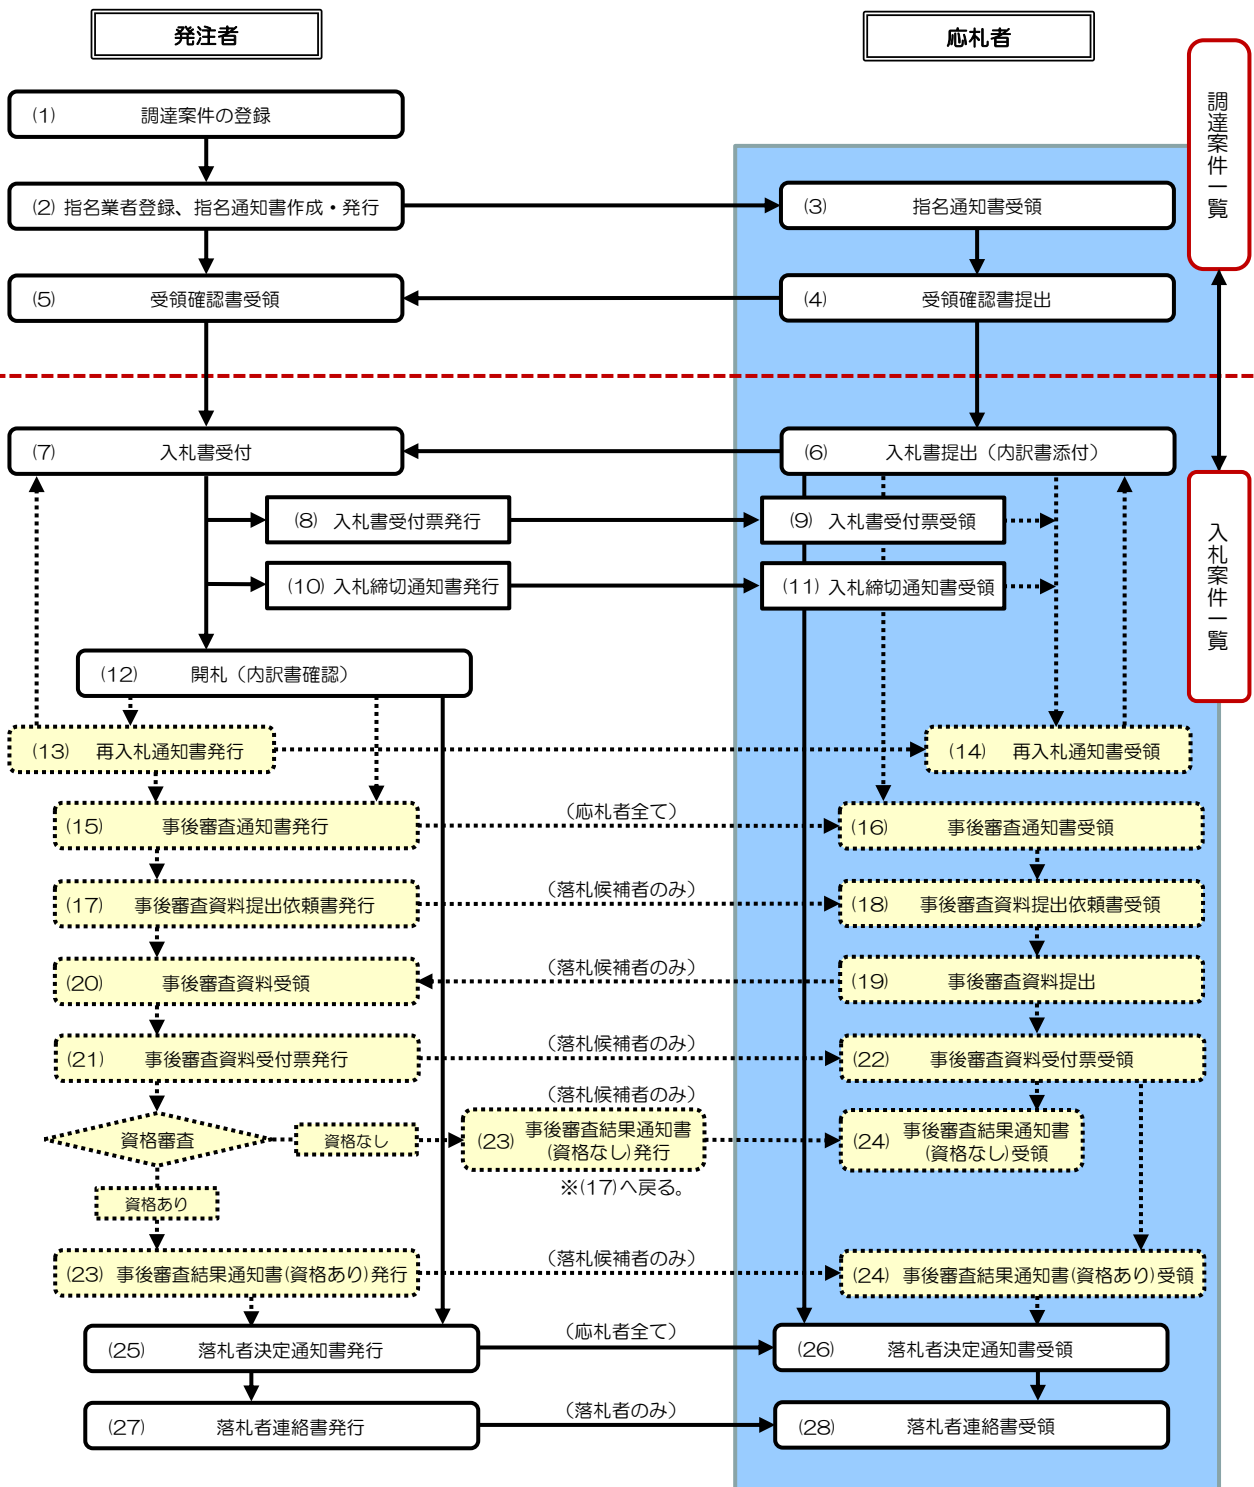 発注者
応札者
調達案件一覧
(1) 調達案件の登録
(2) 指名業者登録、指名通知書作成・発行
(3) 指名通知書受領
(5) 受領確認書受領
(4) 受領確認書提出
(7) 入札書受付
(6) 入札書提出（内訳書添付）
入札案件一覧
(8) 入札書受付票発行
(9) 入札書受付票受領
(10) 入札締切通知書発行
(11) 入札締切通知書受領
(12) 開札（内訳書確認）
(13) 再入札通知書発行
(14) 再入札通知書受領
(15) 事後審査通知書発行
（応札者全て）
(16) 事後審査通知書受領
(17) 事後審査資料提出依頼書発行
（落札候補者のみ）
(18) 事後審査資料提出依頼書受領
(20) 事後審査資料受領
（落札候補者のみ）
(19) 事後審査資料提出
(21) 事後審査資料受付票発行
（落札候補者のみ）
(22) 事後審査資料受付票受領
（落札候補者のみ）
資格審査
資格なし
(23) 事後審査結果通知書
(資格なし)発行
(24) 事後審査結果通知書
(資格なし)受領
※(17)へ戻る。
資格あり
(23) 事後審査結果通知書(資格あり)発行
（落札候補者のみ）
(24) 事後審査結果通知書(資格あり)受領
(25) 落札者決定通知書発行
（応札者全て）
(26) 落札者決定通知書受領
(27) 落札者連絡書発行
（落札者のみ）
(28) 落札者連絡書受領